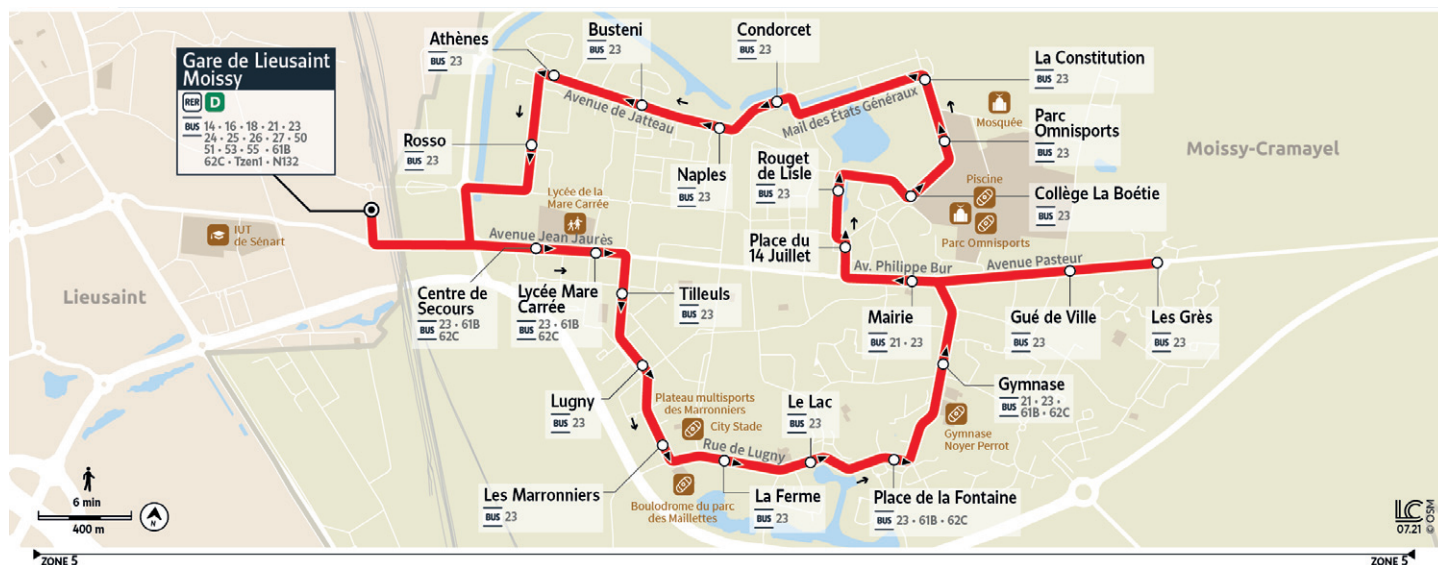 Gare de Lieusaint
Moissy
RER D
BUS 14 • 16 • 18 • 21 • 23
24 • 25 • 26 • 27 • 50
51 • 53 • 55 • 61B
62C • Tzen1 • N132
Athènes
BUS 23
Busteni
BUS 23
Condorcet
BUS 23
La Constitution
BUS 23
Avenue de Jatteau
Mail des États Généraux
Mosquée
Parc
Omnisports
BUS 23
Rosso
BUS 23
Naples
BUS 23
Rouget
de Lisle
BUS 23
Piscine
Moissy-Cramayel
Collège La Boétie
BUS 23
Lycée de la
Mare Carrée
IUT
de Sénart
Avenue Jean Jaurès
Place du
14 Juillet
BUS 23
Parc Omnisports
Av. Philippe Bur
Avenue Pasteur
Lieusaint
Centre de
Secours
BUS 23 • 61B
62C
Lycée Mare
Carrée
BUS 23 • 61B
62C
Tilleuls
BUS 23
Mairie
BUS 21 • 23
Gué de Ville
BUS 23
Les Grès
BUS 23
Lugny
BUS 23
Plateau multisports
des Marronniers
City Stade
Le Lac
BUS 23
Gymnase
BUS 21 • 23 •
61B • 62C
Gymnase
Noyer Perrot
Rue de Lugny
Les Marronniers
BUS 23
Boulodrome du parc
des Maillettes
La Ferme
BUS 23
Place de la Fontaine
BUS 23 • 61B • 62C
6 min
400 m
N
LC
07.21
© OSM
ZONE 5
ZONE 5